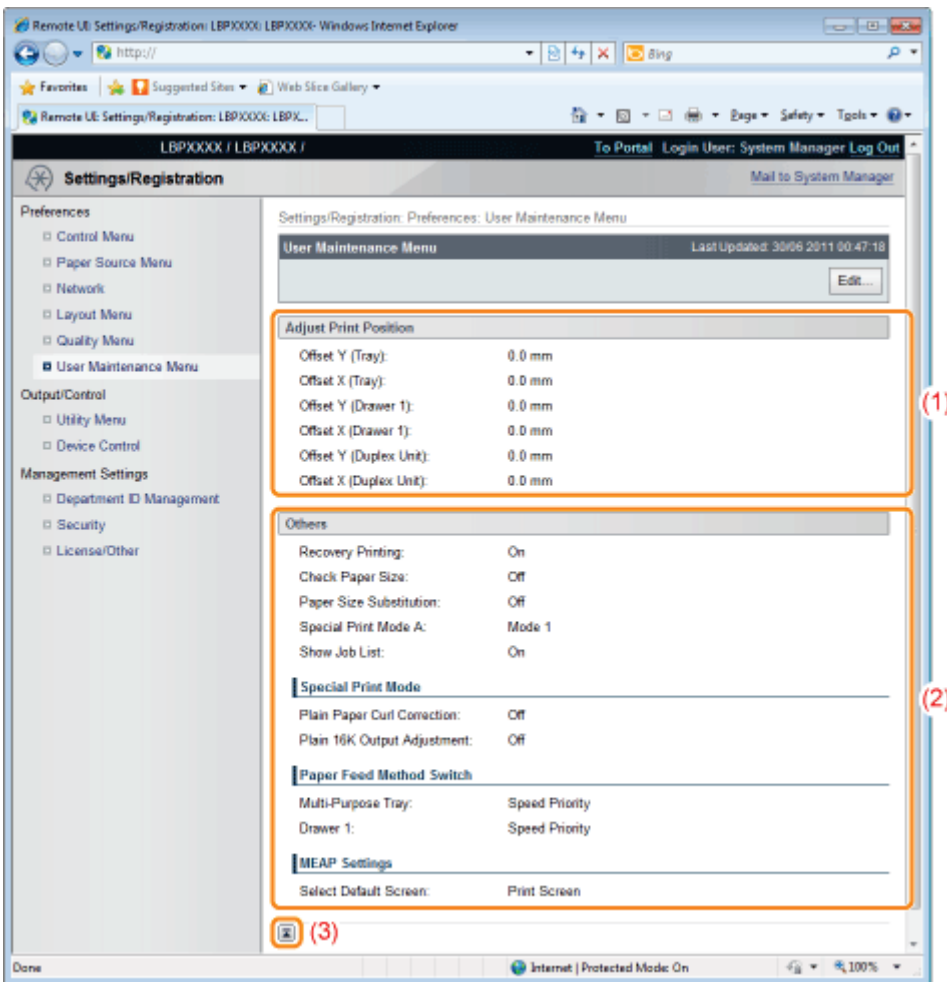 Remote UI: Settings/Registration: LBPXXXX: LBPXXXX- Windows Internet Explorer
http://
Bing
Favorites Suggested Sites Web Slice Gallery
Remote UI: Settings/Registration: LBPXXXX: LBPX...
Page Safety Tools
LBPXXXX / LBPXXXX /
To Portal Login User: System Manager Log Out
Settings/Registration
Mail to System Manager
Preferences
Control Menu
Paper Source Menu
Network
Layout Menu
Quality Menu
User Maintenance Menu
Output/Control
Utility Menu
Device Control
Management Settings
Department ID Management
Security
License/Other
Settings/Registration: Preferences: User Maintenance Menu
User Maintenance Menu Last Updated: 30/06 2011 00:47:18
Edit...
Adjust Print Position
Offset Y (Tray): 0.0 mm
Offset X (Tray): 0.0 mm
Offset Y (Drawer 1): 0.0 mm
Offset X (Drawer 1): 0.0 mm
Offset Y (Duplex Unit): 0.0 mm
Offset X (Duplex Unit): 0.0 mm
(1)
Others
Recovery Printing: On
Check Paper Size: Off
Paper Size Substitution: Off
Special Print Mode A: Mode 1
Show Job List: On
Special Print Mode
Plain Paper Curl Correction: Off
Plain 16K Output Adjustment: Off
Paper Feed Method Switch
Multi-Purpose Tray: Speed Priority
Drawer 1: Speed Priority
MEAP Settings
Select Default Screen: Print Screen
(2)
(3)
Done Internet | Protected Mode: On 100%